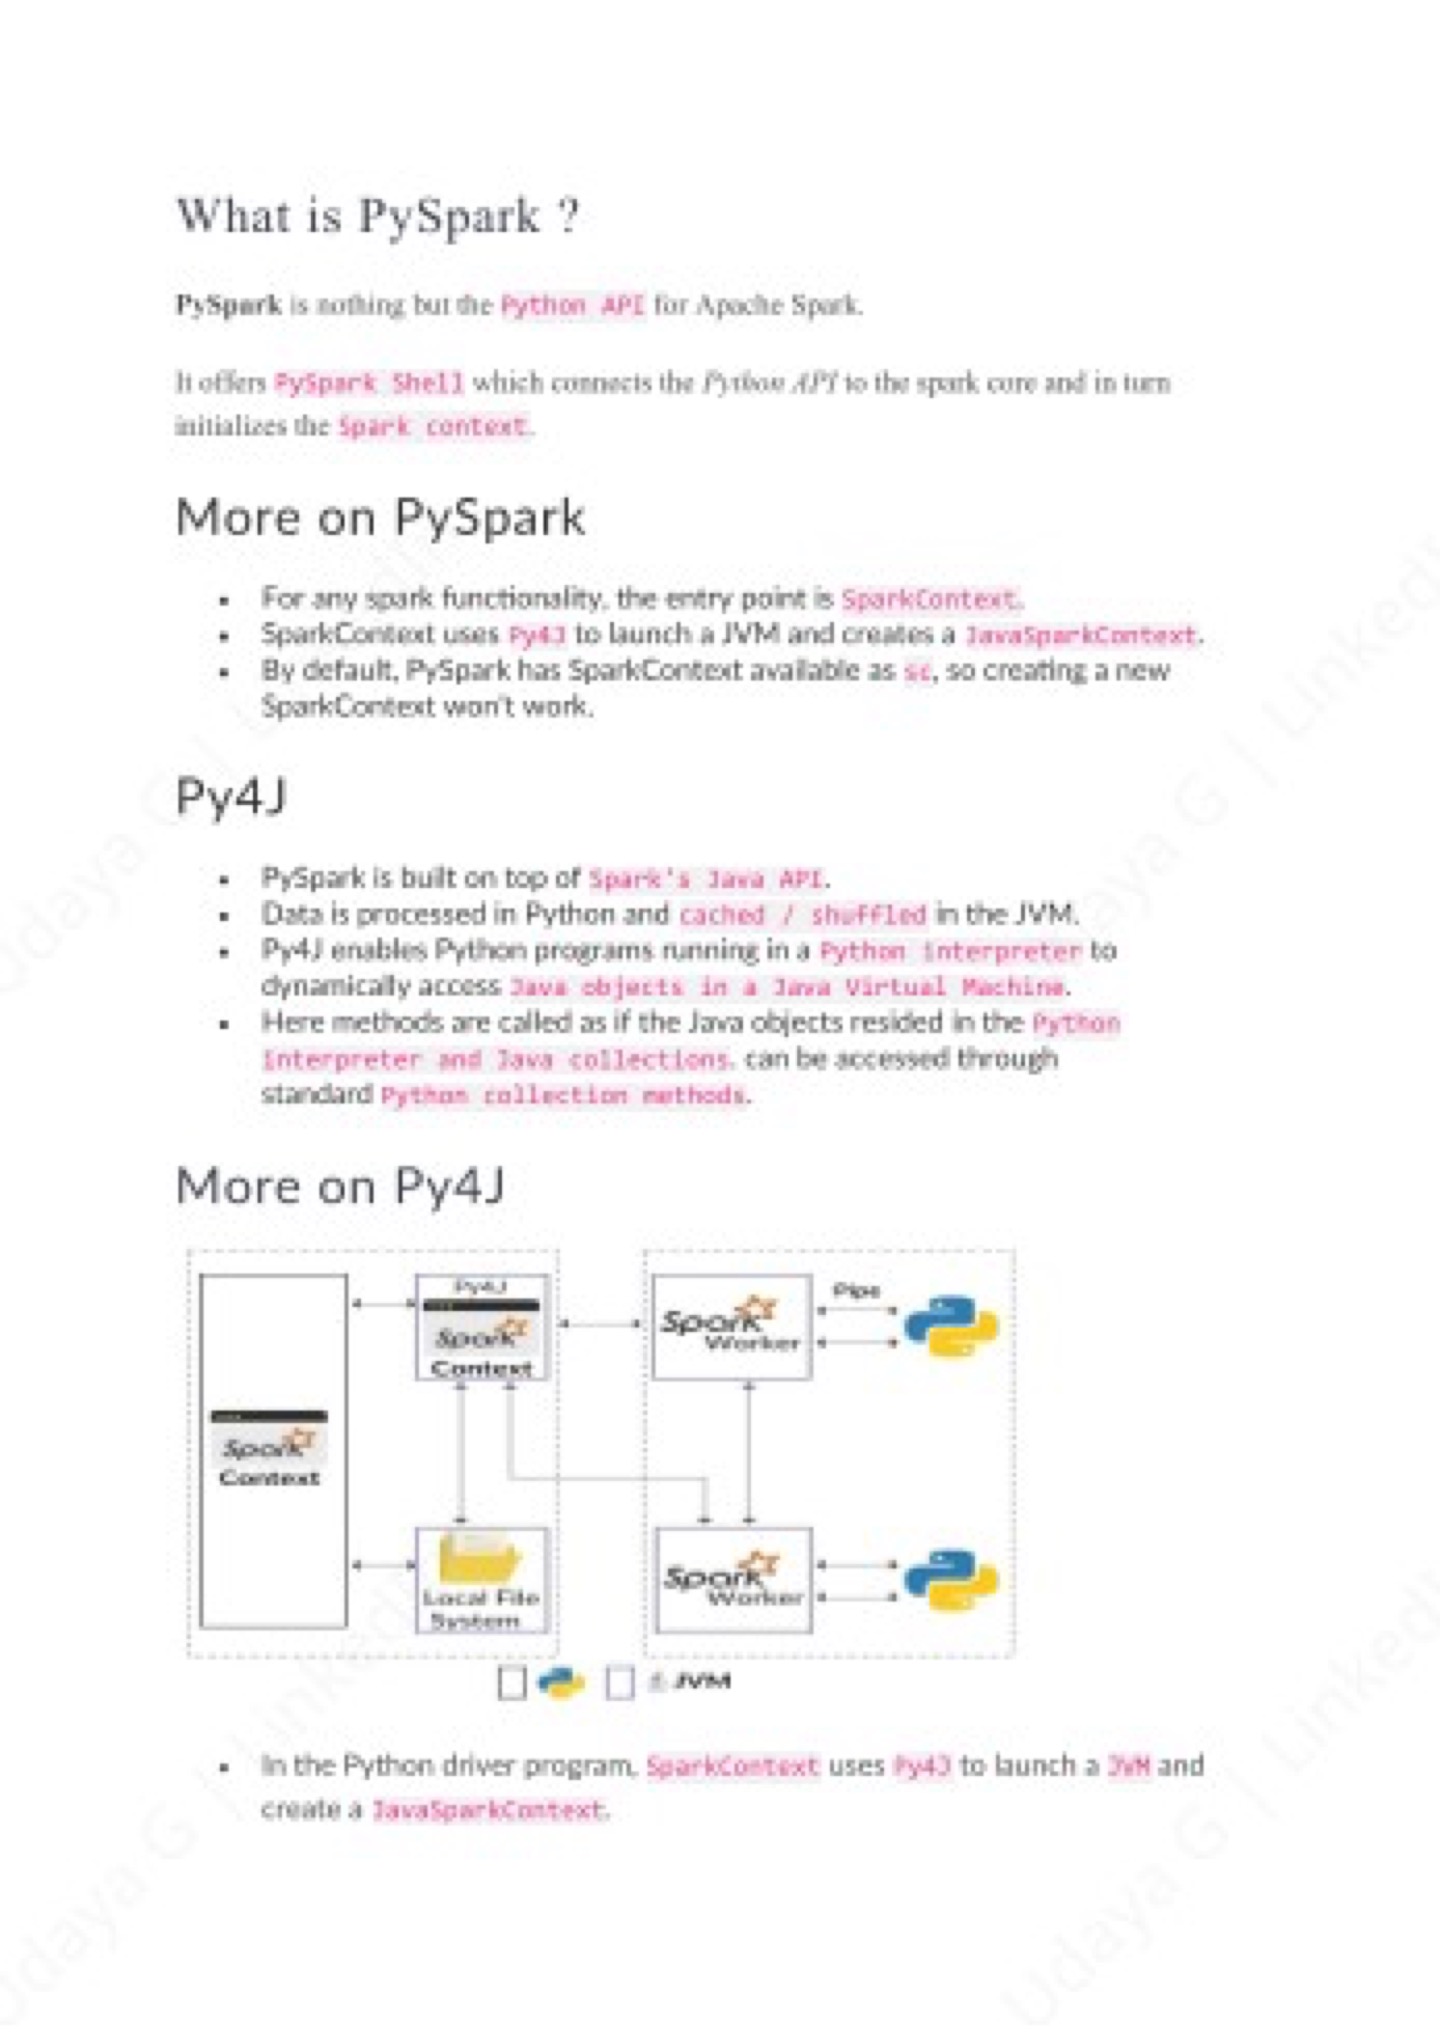 What is PySpark ?
PySpark is nothing but the Python API for Apache Spark.
It offers PySpark Shell which connects the Python API to the spark core and in turn
initializes the Spark context.
More on PySpark
• For any spark functionality, the entry point is SparkContext.
• SparkContext uses Py4J to launch a JVM and creates a JavaSparkContext.
• By default, PySpark has SparkContext available as sc, so creating a new
SparkContext won't work.
Py4J
• PySpark is built on top of Spark's Java API.
• Data is processed in Python and cached / shuffled in the JVM.
• Py4J enables Python programs running in a Python interpreter to
dynamically access Java objects in a Java Virtual Machine.
• Here methods are called as if the Java objects resided in the Python
interpreter and Java collections. can be accessed through
standard Python collection methods.
More on Py4J
Py4J
Spark
Context
Spark
Worker
Pipe
Spark
Context
Local File
System
Spark
Worker
JVM
• In the Python driver program, SparkContext uses Py4J to launch a JVM and
create a JavaSparkContext.
Udaya G | LinkedIn
Udaya G | LinkedI
Udaya G | LinkedI
Udaya G | LinkedI